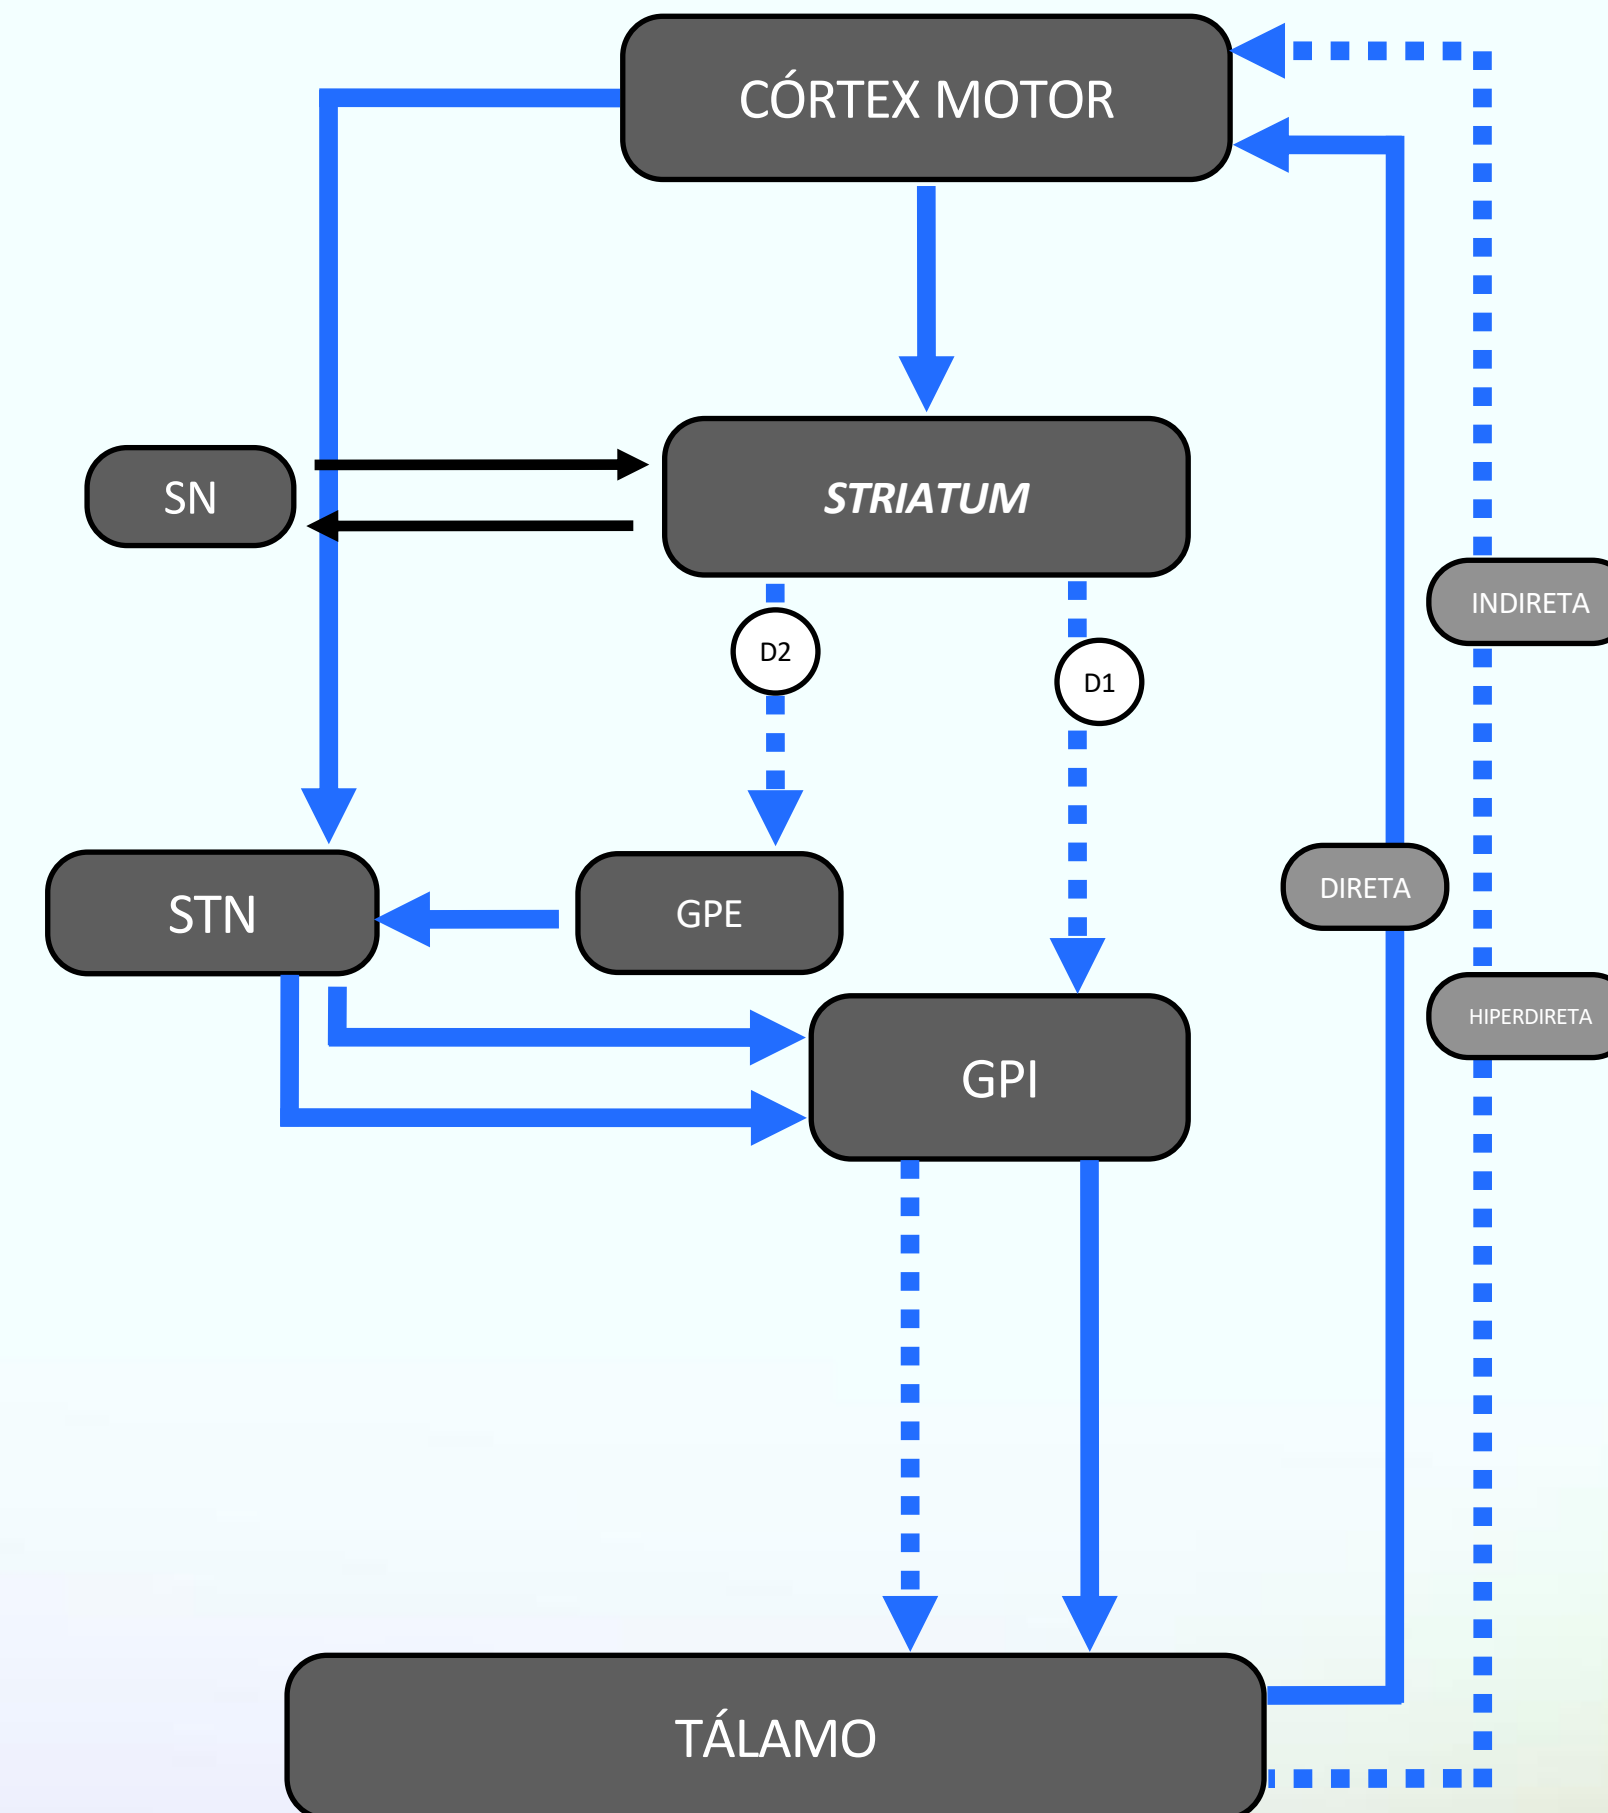 CÓRTEX MOTOR
SN
STRIATUM
INDIRETA
D2
D1
DIRETA
STN
GPE
HIPERDIRETA
GPI
TÁLAMO